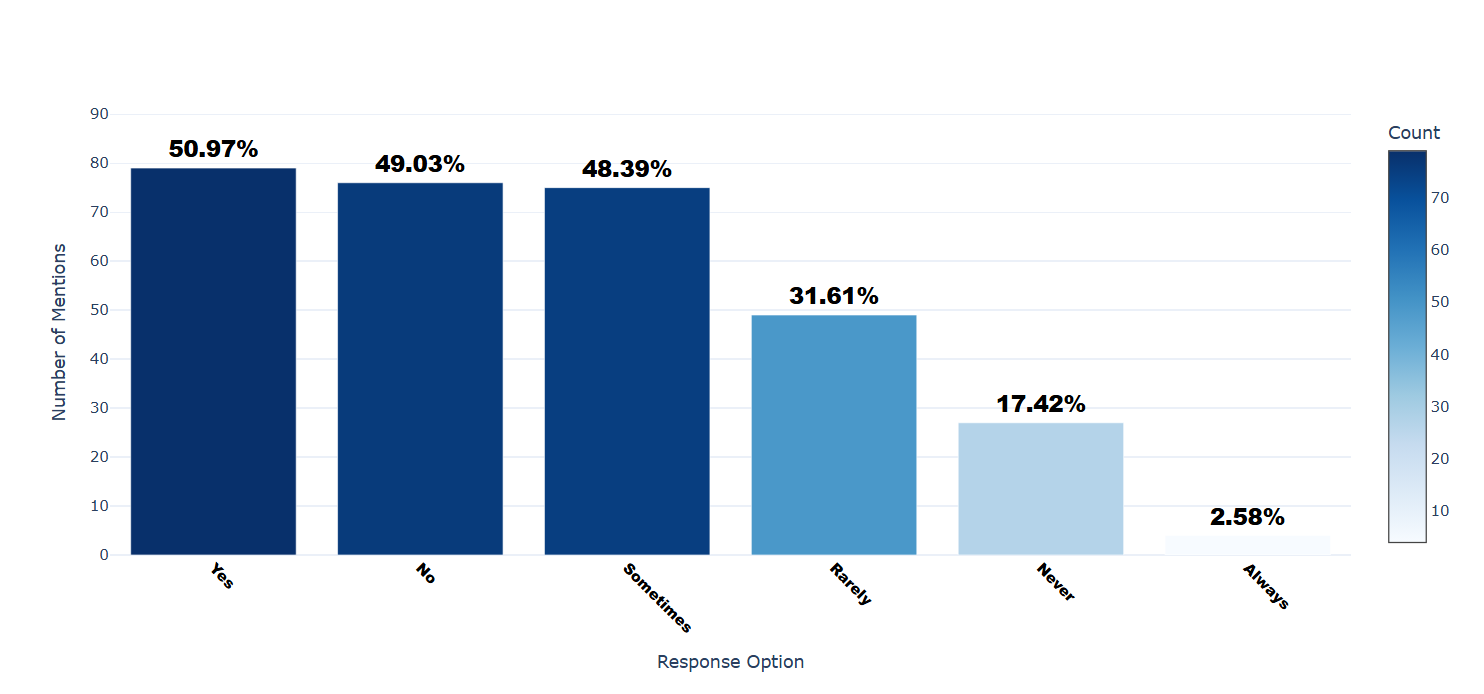 90
80
70
60
50
40
30
20
10
0
Number of Mentions
50.97%
49.03%
48.39%
31.61%
17.42%
2.58%
Yes
No
Sometimes
Rarely
Never
Always
Response Option
Count
70
60
50
40
30
20
10